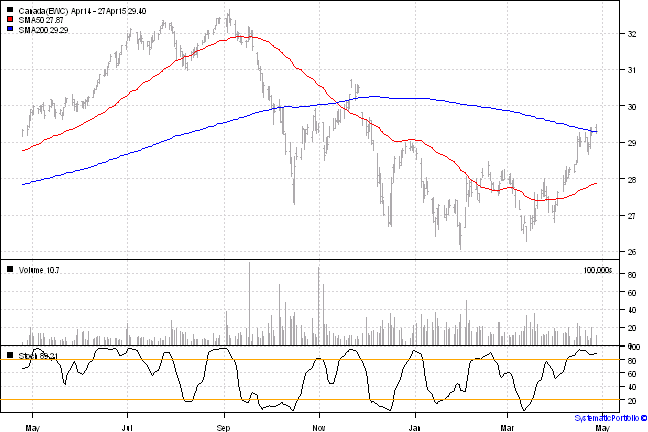 Canada(EWC) Apr14 - 27Apr15 29.40
SMA50 27.87
SMA200 29.29
32
31
30
29
28
27
26
Volume 10.7
100,000s
80
60
40
20
0
100
80
60
40
20
May
Jul
Sep
Nov
Jan
Mar
May
SystematicPortfolio ©